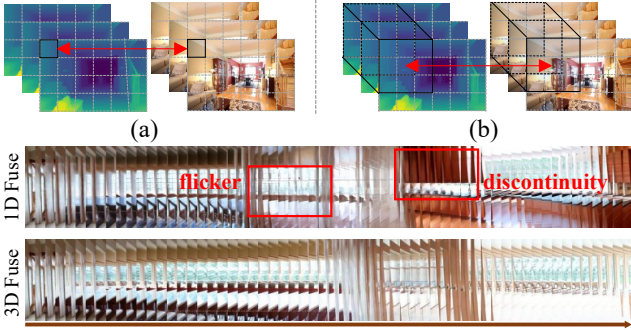 (a)
(b)
1D Fuse
flicker
discontinuity
3D Fuse